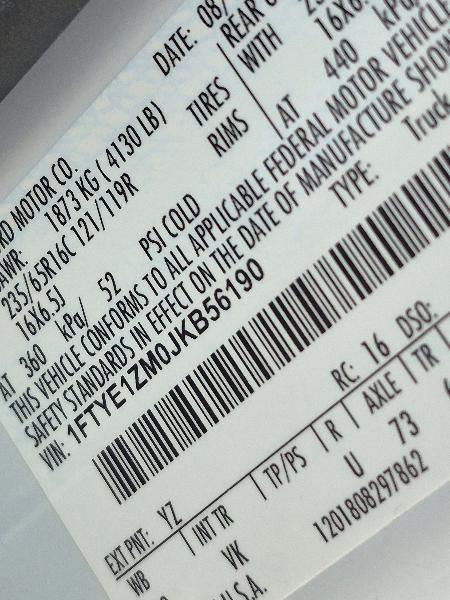 DATE: 08/
RD MOTOR CO.
1873 KG ( 4130 LB)
TIRES WITH
235/65R16C 121/119R
RIMS 16X6.
16X6.5J
AT 440 kPa/
AT 360 kPa/ 52 PSI COLD
THIS VEHICLE CONFORMS TO ALL APPLICABLE FEDERAL MOTOR VEHICLE
SAFETY STANDARDS IN EFFECT ON THE DATE OF MANUFACTURE SHOW
VIN: 1FTYE1ZM0JKB56190
TYPE: Truck
EXT PNT: YZ RC: 16 DSO:
WB INT TR TP/PS R AXLE TR
VK U 73
U.S.A. 1201808297862